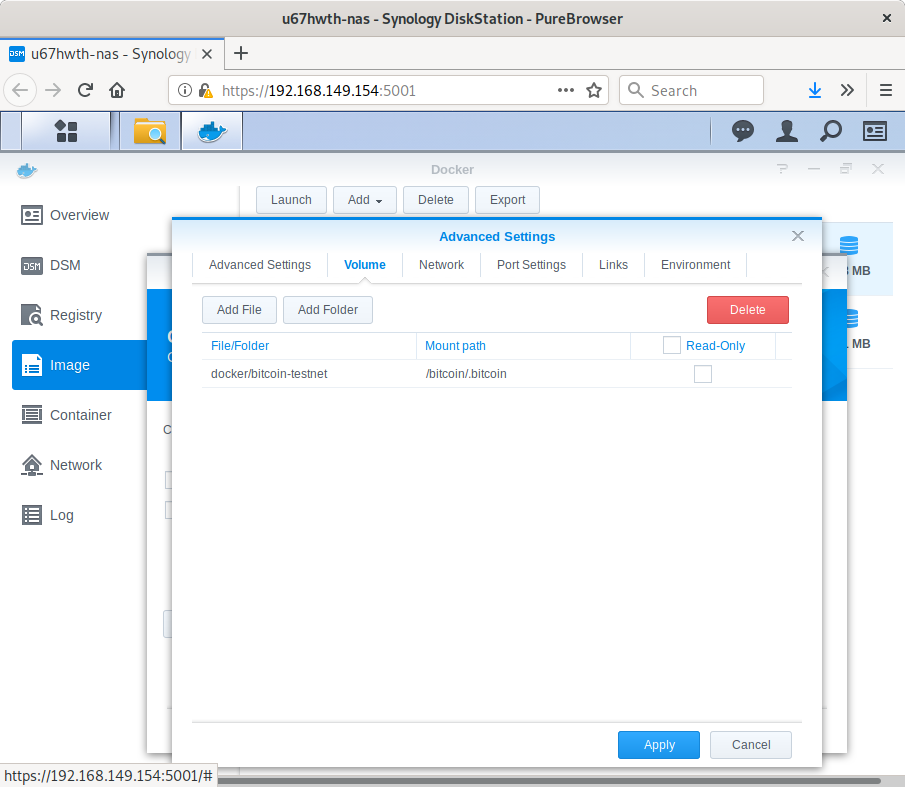 u67hwth-nas - Synology DiskStation - PureBrowser
DSM u67hwth-nas - Synology
https://192.168.149.154:5001
Search
Docker
Overview
DSM DSM
Registry
Image
Container
Network
Log
Launch Add Delete Export
Advanced Settings
Advanced Settings Volume Network Port Settings Links Environment
Add File Add Folder Delete
File/Folder Mount path Read-Only
docker/bitcoin-testnet /bitcoin/.bitcoin
MB
MB
Apply Cancel
https://192.168.149.154:5001/#